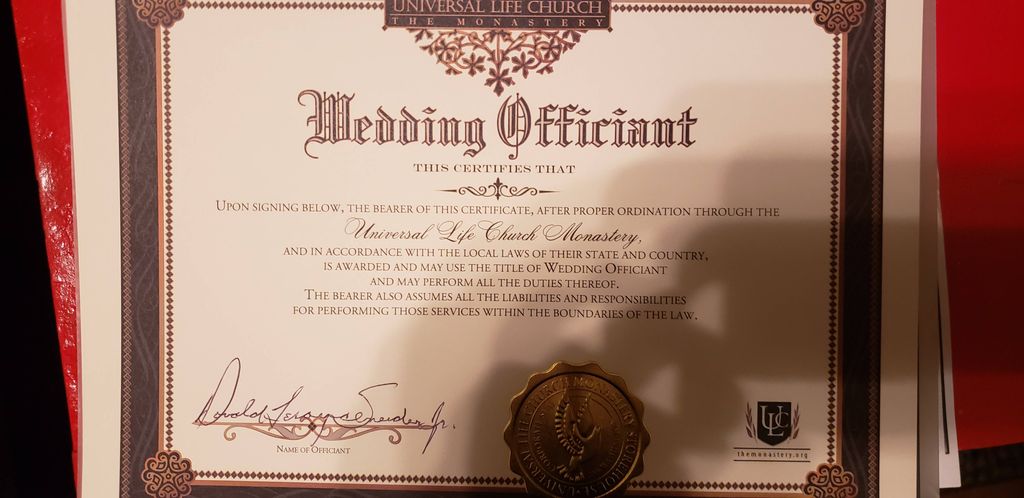 UNIVERSAL LIFE CHURCH
THE MONASTERY
Wedding Officiant
THIS CERTIFIES THAT
UPON SIGNING BELOW, THE BEARER OF THIS CERTIFICATE, AFTER PROPER ORDINATION THROUGH THE
Universal Life Church Monastery,
AND IN ACCORDANCE WITH THE LOCAL LAWS OF THEIR STATE AND COUNTRY,
IS AWARDED AND MAY USE THE TITLE OF WEDDING OFFICIANT
AND MAY PERFORM ALL THE DUTIES THEREOF.
THE BEARER ALSO ASSUMES ALL THE LIABILITIES AND RESPONSIBILITIES
FOR PERFORMING THOSE SERVICES WITHIN THE BOUNDARIES OF THE LAW.
Donald Jr.
NAME OF OFFICIANT
ULC
themonastery.org